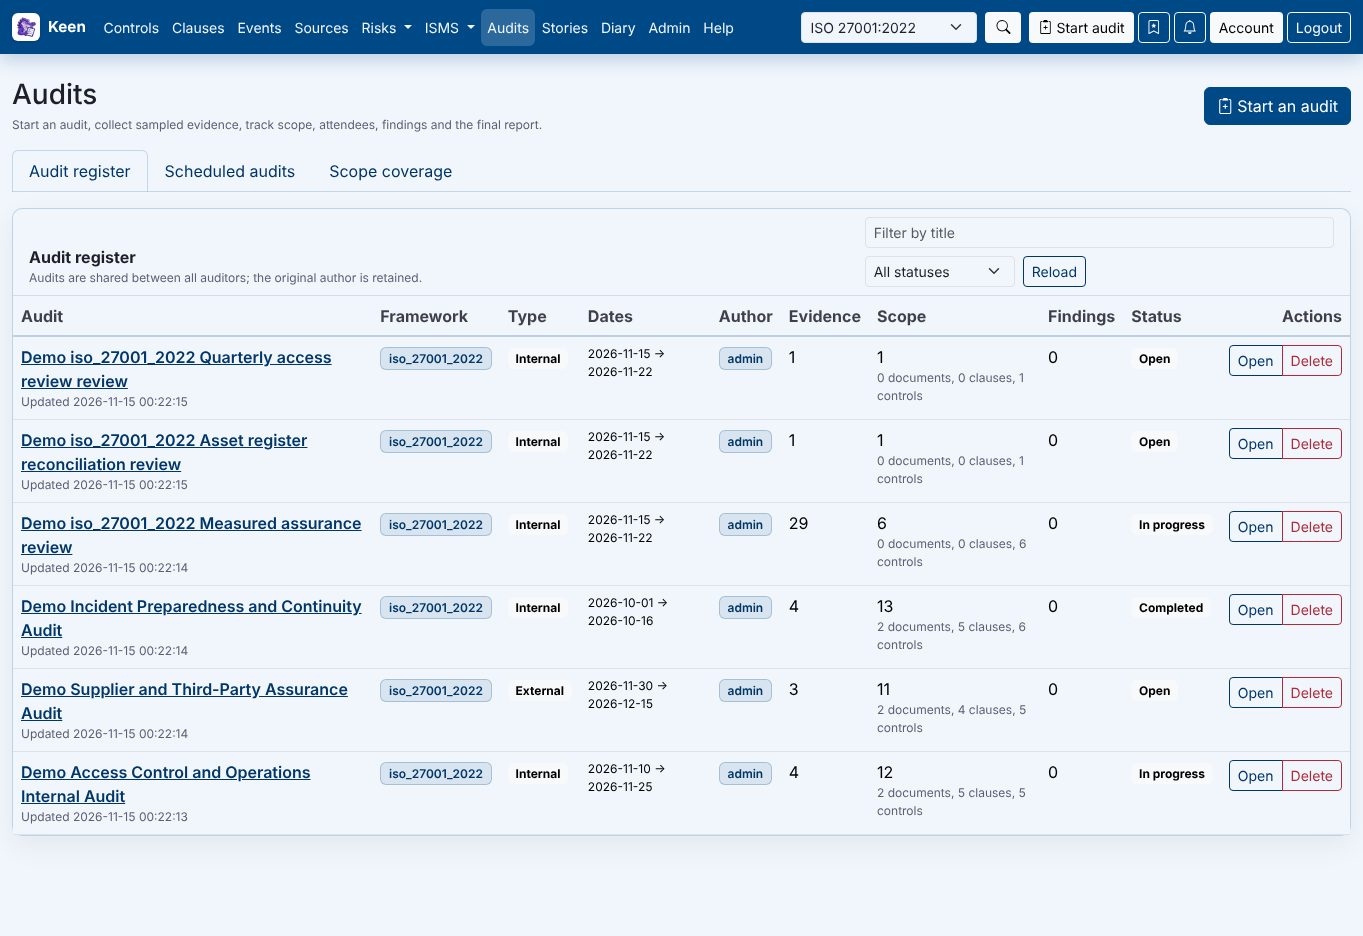 Keen Controls Clauses Events Sources Risks ISMS Audits Stories Diary Admin Help ISO 27001:2022 Start audit Account Logout
Audits
Start an audit
Start an audit, collect sampled evidence, track scope, attendees, findings and the final report.
Audit register Scheduled audits Scope coverage
Filter by title
Audit register
Audits are shared between all auditors; the original author is retained.
All statuses Reload
Audit Framework Type Dates Author Evidence Scope Findings Status Actions
Demo iso_27001_2022 Quarterly access review review
Updated 2026-11-15 00:22:15
iso_27001_2022 Internal 2026-11-15 → 2026-11-22 admin 1 1
0 documents, 0 clauses, 1 controls
0 Open Open Delete
Demo iso_27001_2022 Asset register reconciliation review
Updated 2026-11-15 00:22:15
iso_27001_2022 Internal 2026-11-15 → 2026-11-22 admin 1 1
0 documents, 0 clauses, 1 controls
0 Open Open Delete
Demo iso_27001_2022 Measured assurance review
Updated 2026-11-15 00:22:14
iso_27001_2022 Internal 2026-11-15 → 2026-11-22 admin 29 6
0 documents, 0 clauses, 6 controls
0 In progress Open Delete
Demo Incident Preparedness and Continuity Audit
Updated 2026-11-15 00:22:14
iso_27001_2022 Internal 2026-10-01 → 2026-10-16 admin 4 13
2 documents, 5 clauses, 6 controls
0 Completed Open Delete
Demo Supplier and Third-Party Assurance Audit
Updated 2026-11-15 00:22:14
iso_27001_2022 External 2026-11-30 → 2026-12-15 admin 3 11
2 documents, 4 clauses, 5 controls
0 Open Open Delete
Demo Access Control and Operations Internal Audit
Updated 2026-11-15 00:22:13
iso_27001_2022 Internal 2026-11-10 → 2026-11-25 admin 4 12
2 documents, 5 clauses, 5 controls
0 In progress Open Delete